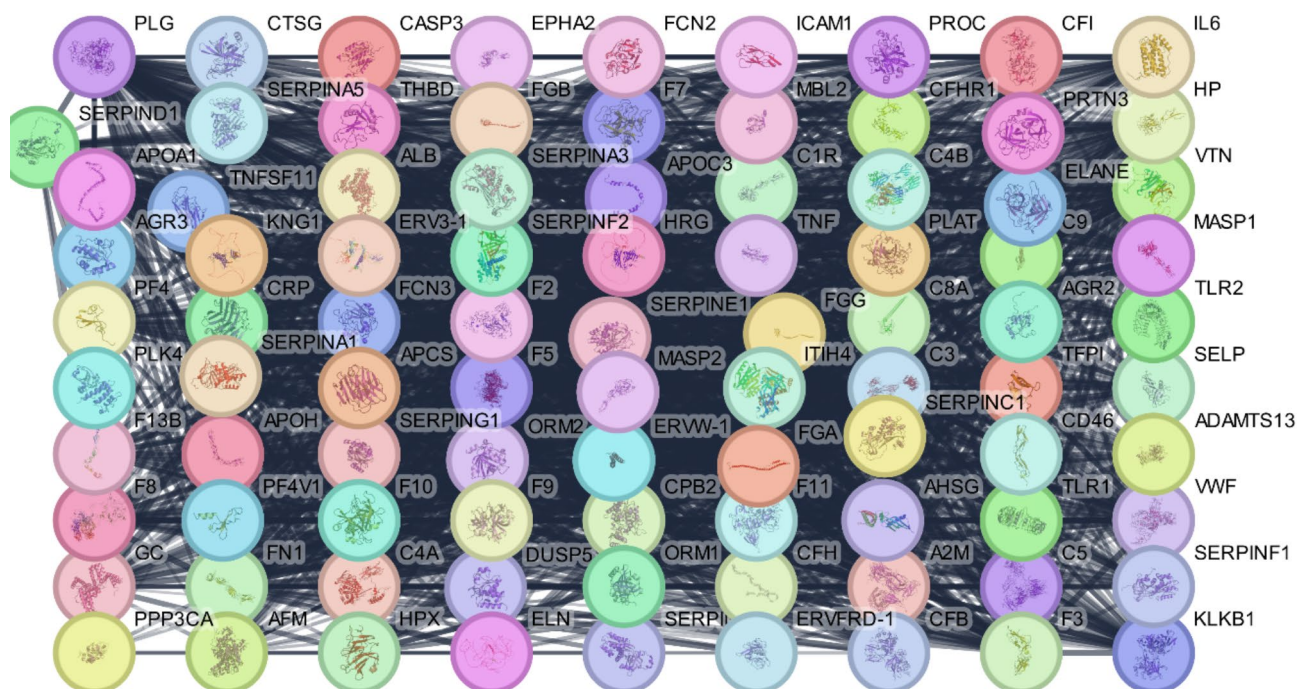 PLG CTSG CASP3 EPHA2 FCN2 ICAM1 PROC CFI IL6
SERPINA5 THBD FGB F7 MBL2 CFHR1 PRTN3 HP
SERPIND1
APOA1 TNFSF11 ALB SERPINA3 APOC3 C1R C4B ELANE VTN
AGR3 KNG1 ERV3-1 SERPINF2 HRG TNF PLAT C9 MASP1
PF4 CRP FCN3 F2 SERPINE1 FGG C8A AGR2 TLR2
PLK4 SERPINA1 APCS F5 MASP2 ITIH4 C3 TFPI SELP
SERPINC1
F13B APOH SERPING1 ORM2 ERVW-1 FGA CD46 ADAMTS13
F8 PF4V1 F10 F9 CPB2 F11 AHSG TLR1 VWF
GC FN1 C4A DUSP5 ORM1 CFH A2M C5 SERPINF1
PPP3CA AFM HPX ELN ERVFRD-1 CFB F3 KLKB1